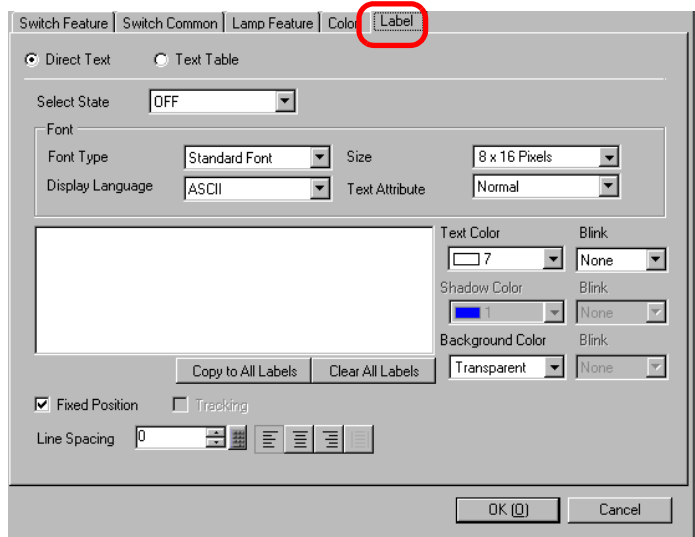 Switch Feature Switch Common Lamp Feature Color Label
Direct Text Text Table
Select State OFF
Font
Font Type Standard Font Size 8 x 16 Pixels
Display Language ASCII Text Attribute Normal
Text Color Blink
7 None
Shadow Color Blink
1 None
Background Color Blink
Transparent None
Copy to All Labels Clear All Labels
Fixed Position Tracking
Line Spacing 0
OK (O) Cancel